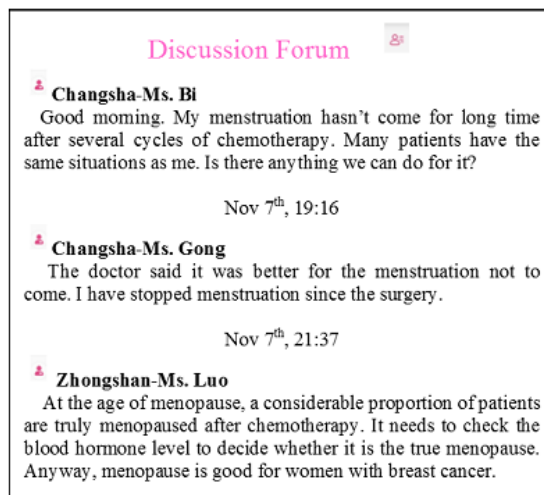 Discussion Forum
Changsha-Ms. Bi
Good morning. My menstruation hasn't come for long time
after several cycles of chemotherapy. Many patients have the
same situations as me. Is there anything we can do for it?
Nov 7th, 19:16
Changsha-Ms. Gong
The doctor said it was better for the menstruation not to
come. I have stopped menstruation since the surgery.
Nov 7th, 21:37
Zhongshan-Ms. Luo
At the age of menopause, a considerable proportion of patients
are truly menopaused after chemotherapy. It needs to check the
blood hormone level to decide whether it is the true menopause.
Anyway, menopause is good for women with breast cancer.